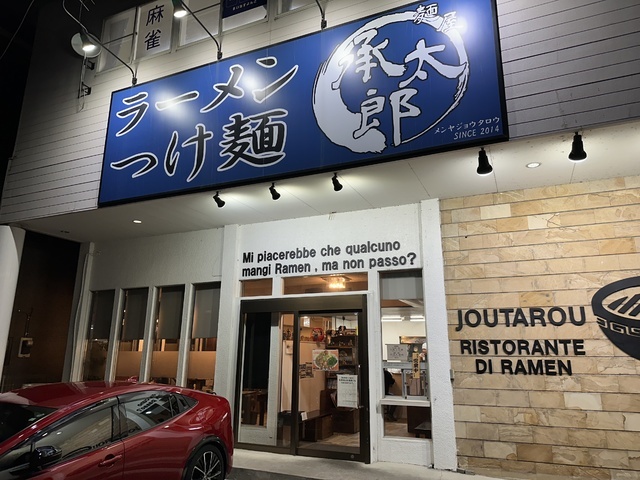 麻雀
ラーメン
つけ麺
麺屋
承太郎
メンヤジョウタロウ
SINCE 2014
Mi piacerebbe che qualcuno
mangi Ramen , ma non passo?
JOUTAROU
RISTORANTE
DI RAMEN